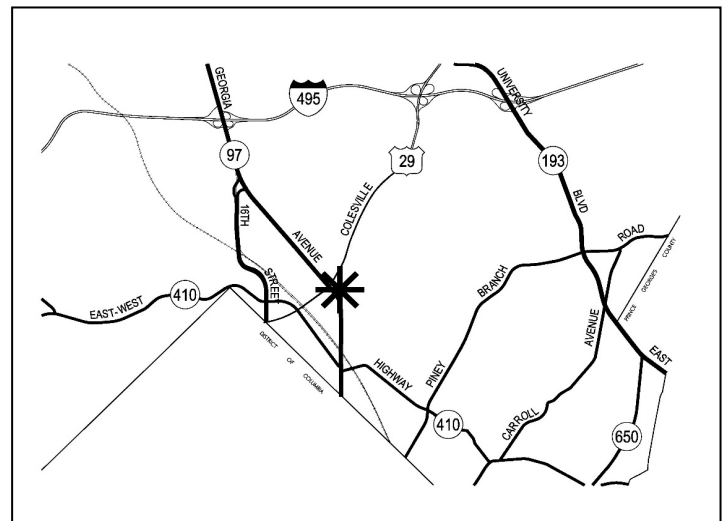 GEORGIA
495
UNIVERSITY
97
29
193
16TH
AVENUE
COLESVILLE
BLVD
STREET
ROAD
PRINCE GEORGES COUNTY
EAST-WEST
410
BRANCH
AVENUE
DISTRICT OF COLUMBIA
HIGHWAY
PINEY
EAST
410
CARROLL
650